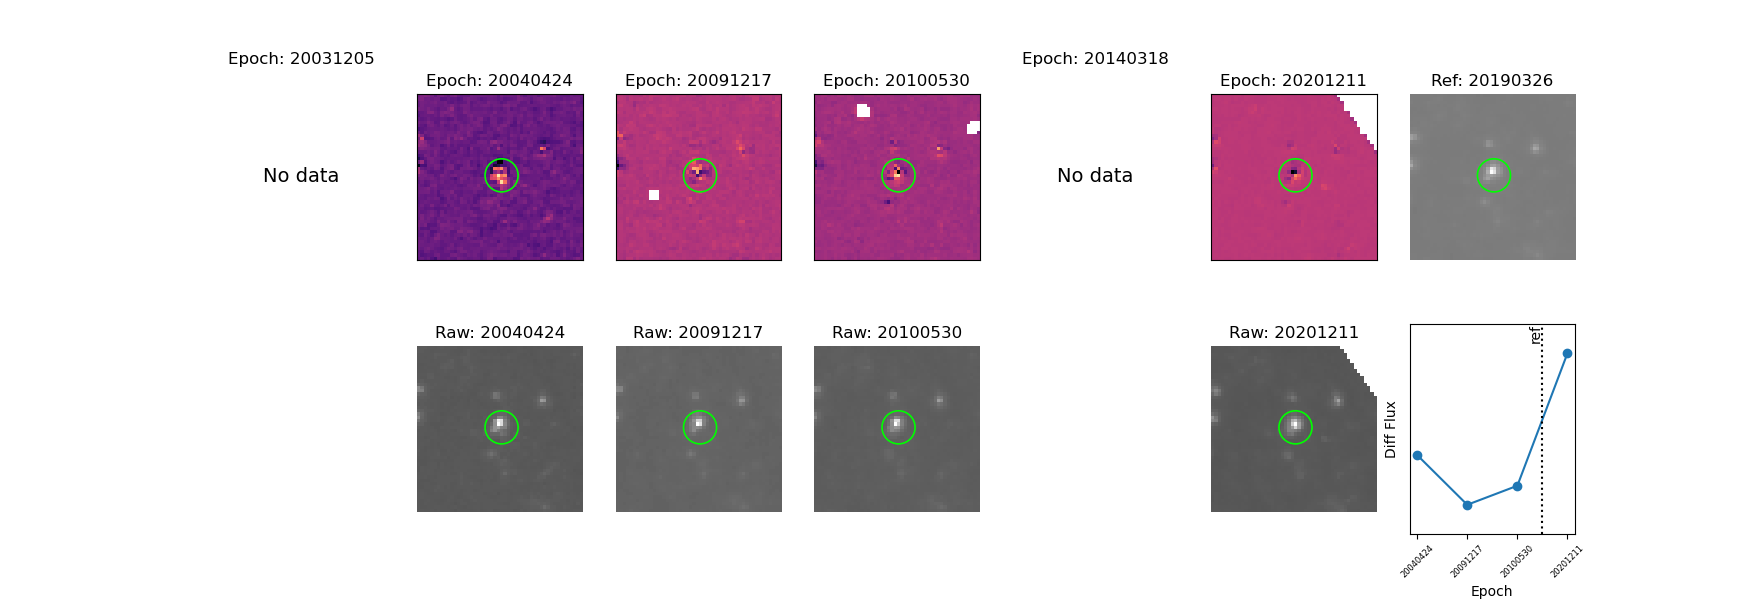 Epoch: 20031205
Epoch: 20040424
Epoch: 20091217
Epoch: 20100530
Epoch: 20140318
Epoch: 20201211
Ref: 20190326
No data
No data
Raw: 20040424
Raw: 20091217
Raw: 20100530
Raw: 20201211
ref
Diff Flux
20040424
20091217
20100530
20201211
Epoch